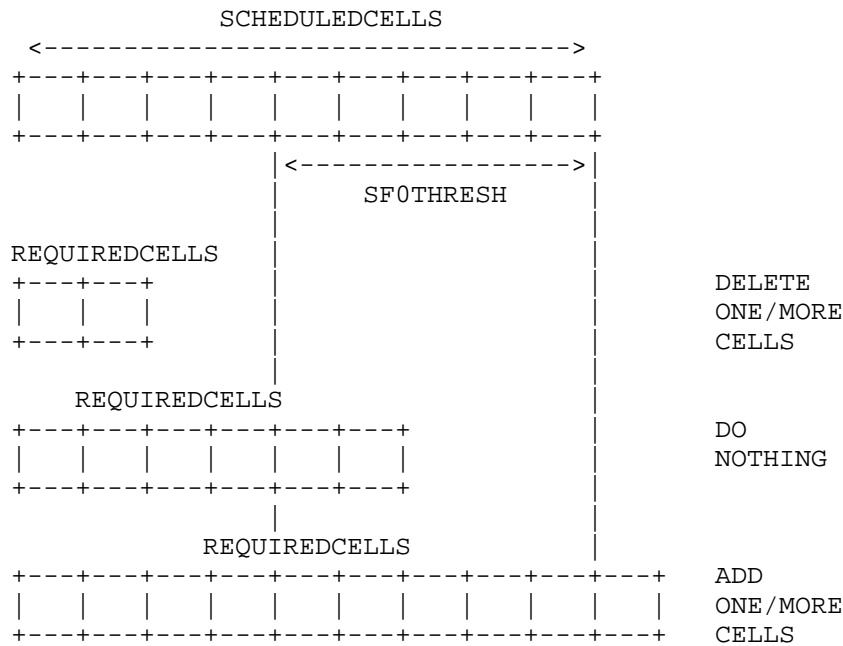 SCHEDULEDCELLS
SF0THRESH
REQUIREDCELLS
DELETE
ONE/MORE
CELLS
REQUIREDCELLS
DO
NOTHING
REQUIREDCELLS
ADD
ONE/MORE
CELLS